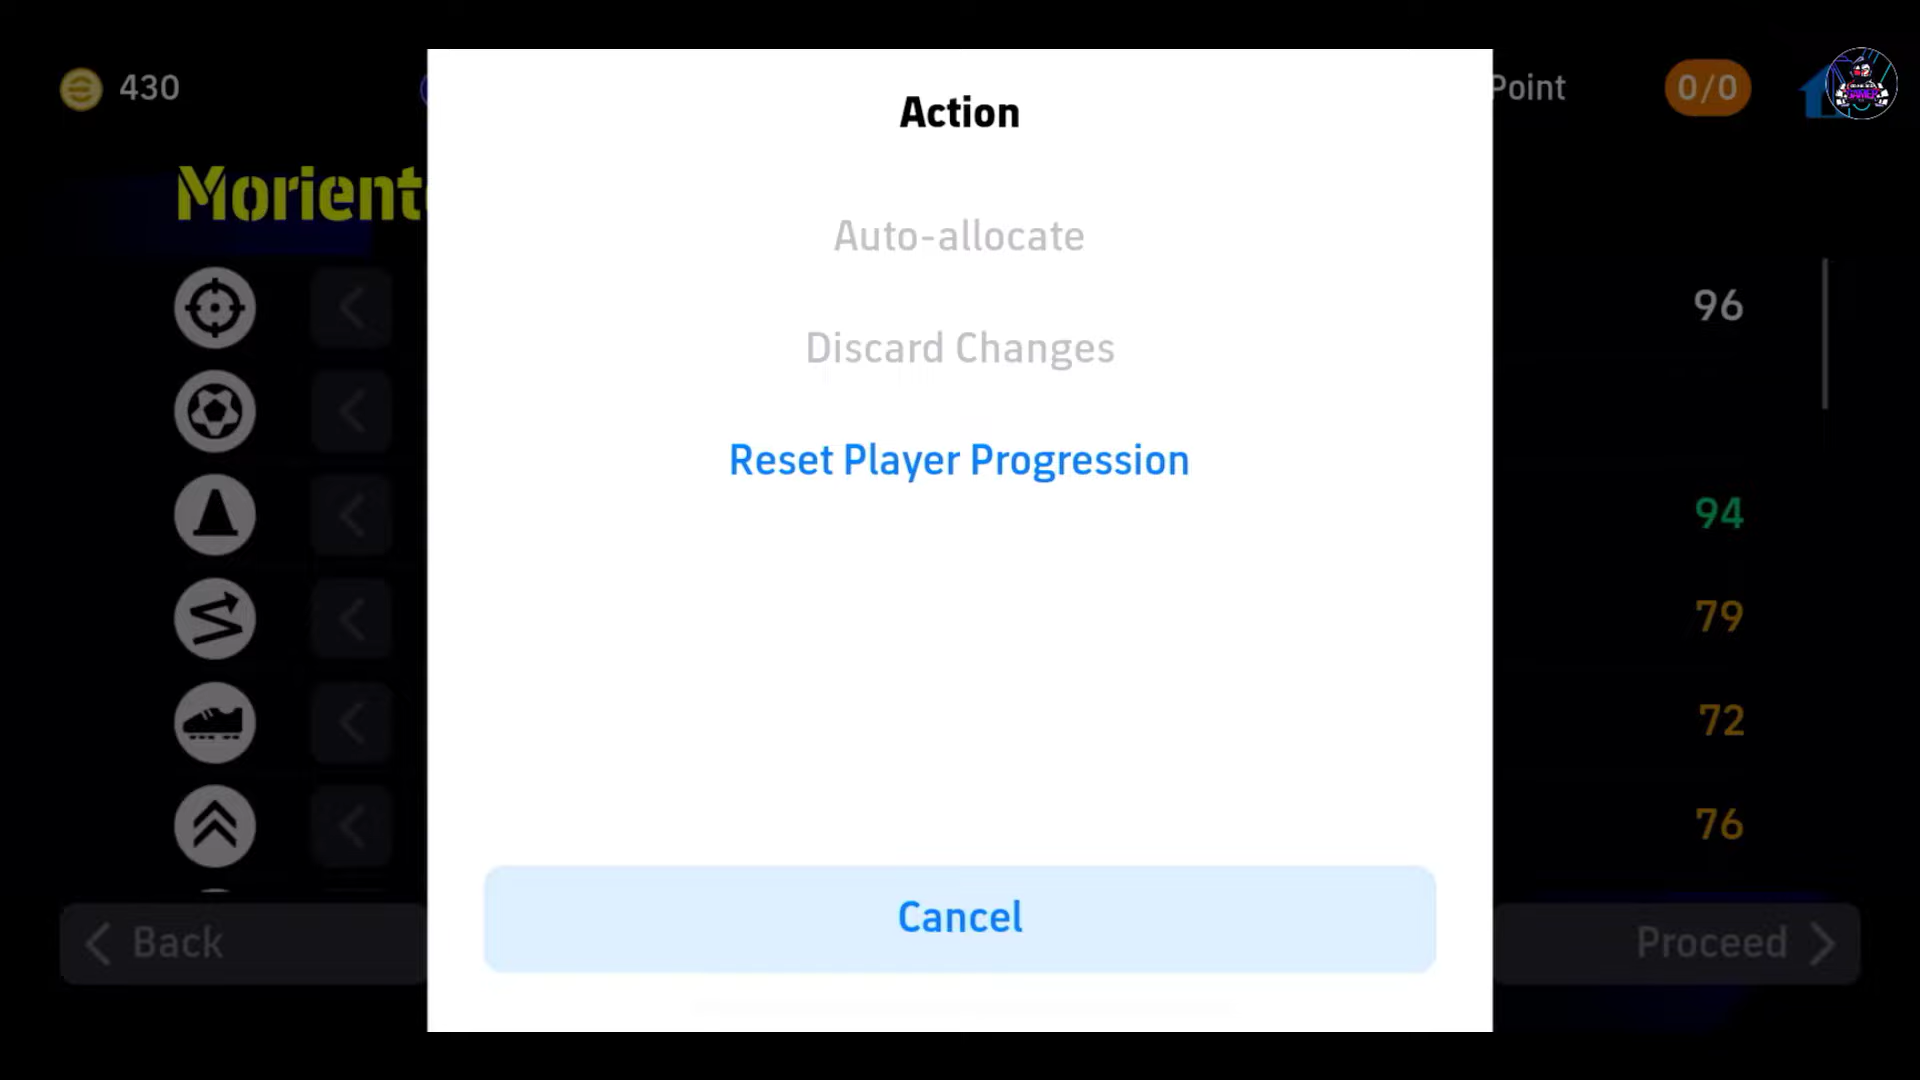 430
Point
0/0
Action
Morient
Auto-allocate
96
Discard Changes
Reset Player Progression
94
79
72
76
Cancel
Back
Proceed